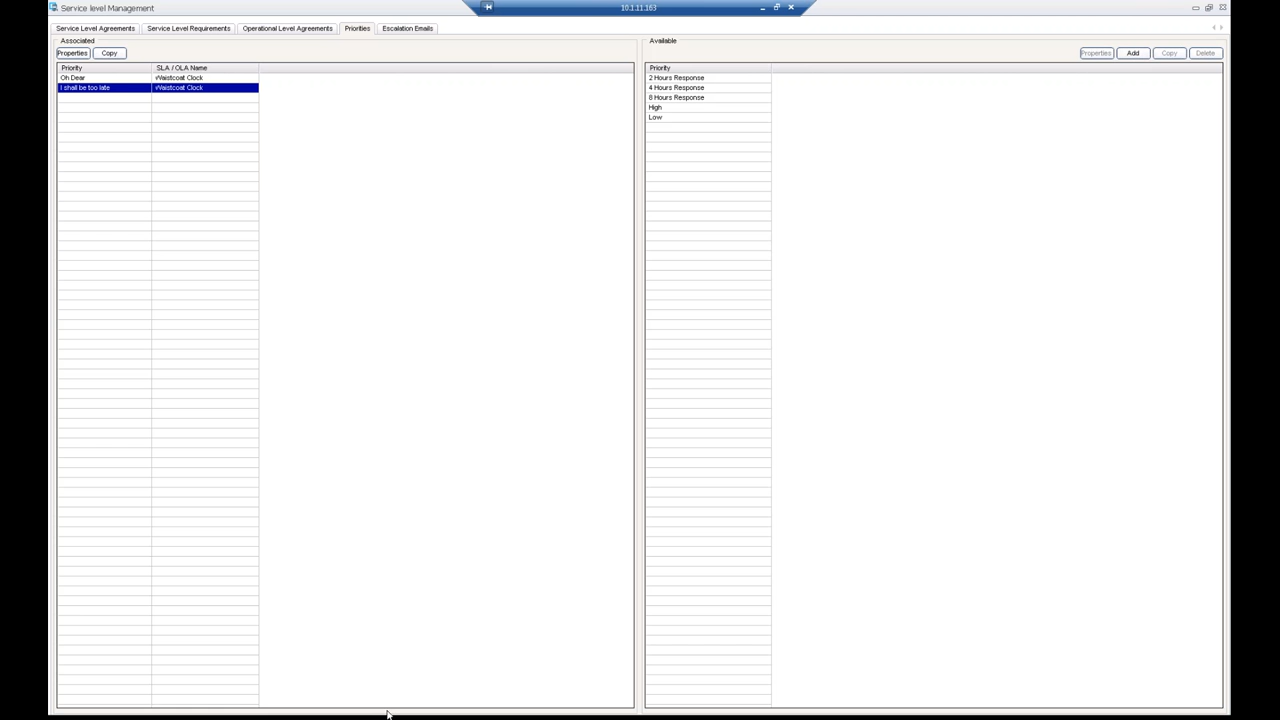 Service level Management
10.1.11.163
Service Level Agreements
Service Level Requirements
Operational Level Agreements
Priorities
Escalation Emails
Associated
Properties
Copy
Priority
SLA / OLA Name
Oh Dear
Waistcoat Clock
I shall be too late
Waistcoat Clock
Available
Properties
Add
Copy
Delete
Priority
2 Hours Response
4 Hours Response
8 Hours Response
High
Low